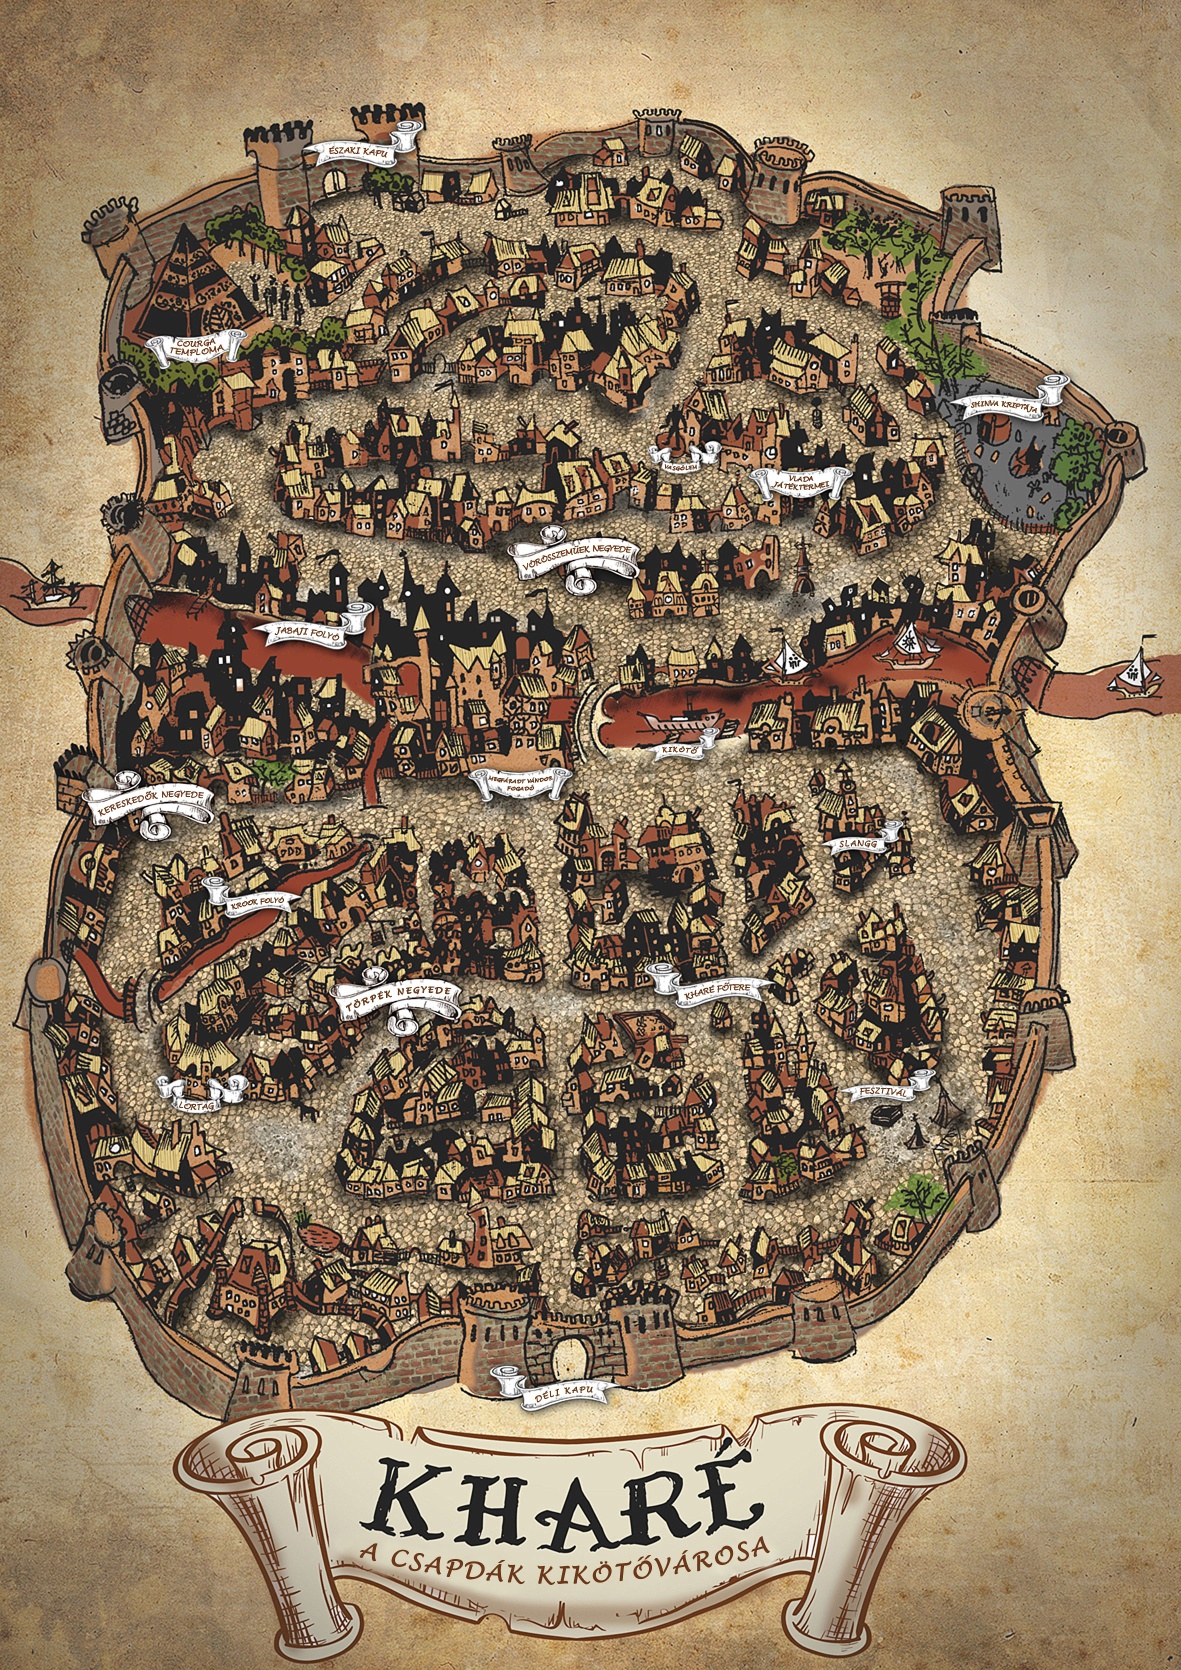 ÉSZAKI KAPU
COURGA
TEMPLOMA
SHINVA KRIPTÁJA
VASGÓLEM
VLADA
JÁTÉKTERMEI
VÖRÖSSZEMŰEK NEGYEDE
JABAJI FOLYÓ
KIKÖTŐ
MEGFÁRADT VÁNDOR
FOGADÓ
KERESKEDŐK NEGYEDE
SLANGG
KROOK FOLYÓ
KHARÉ FŐTERE
TÖRPÉK NEGYEDE
LORTAG
FESZTIVÁL
DÉLI KAPU
KHARÉ
A CSAPDÁK KIKÖTŐVÁROSA